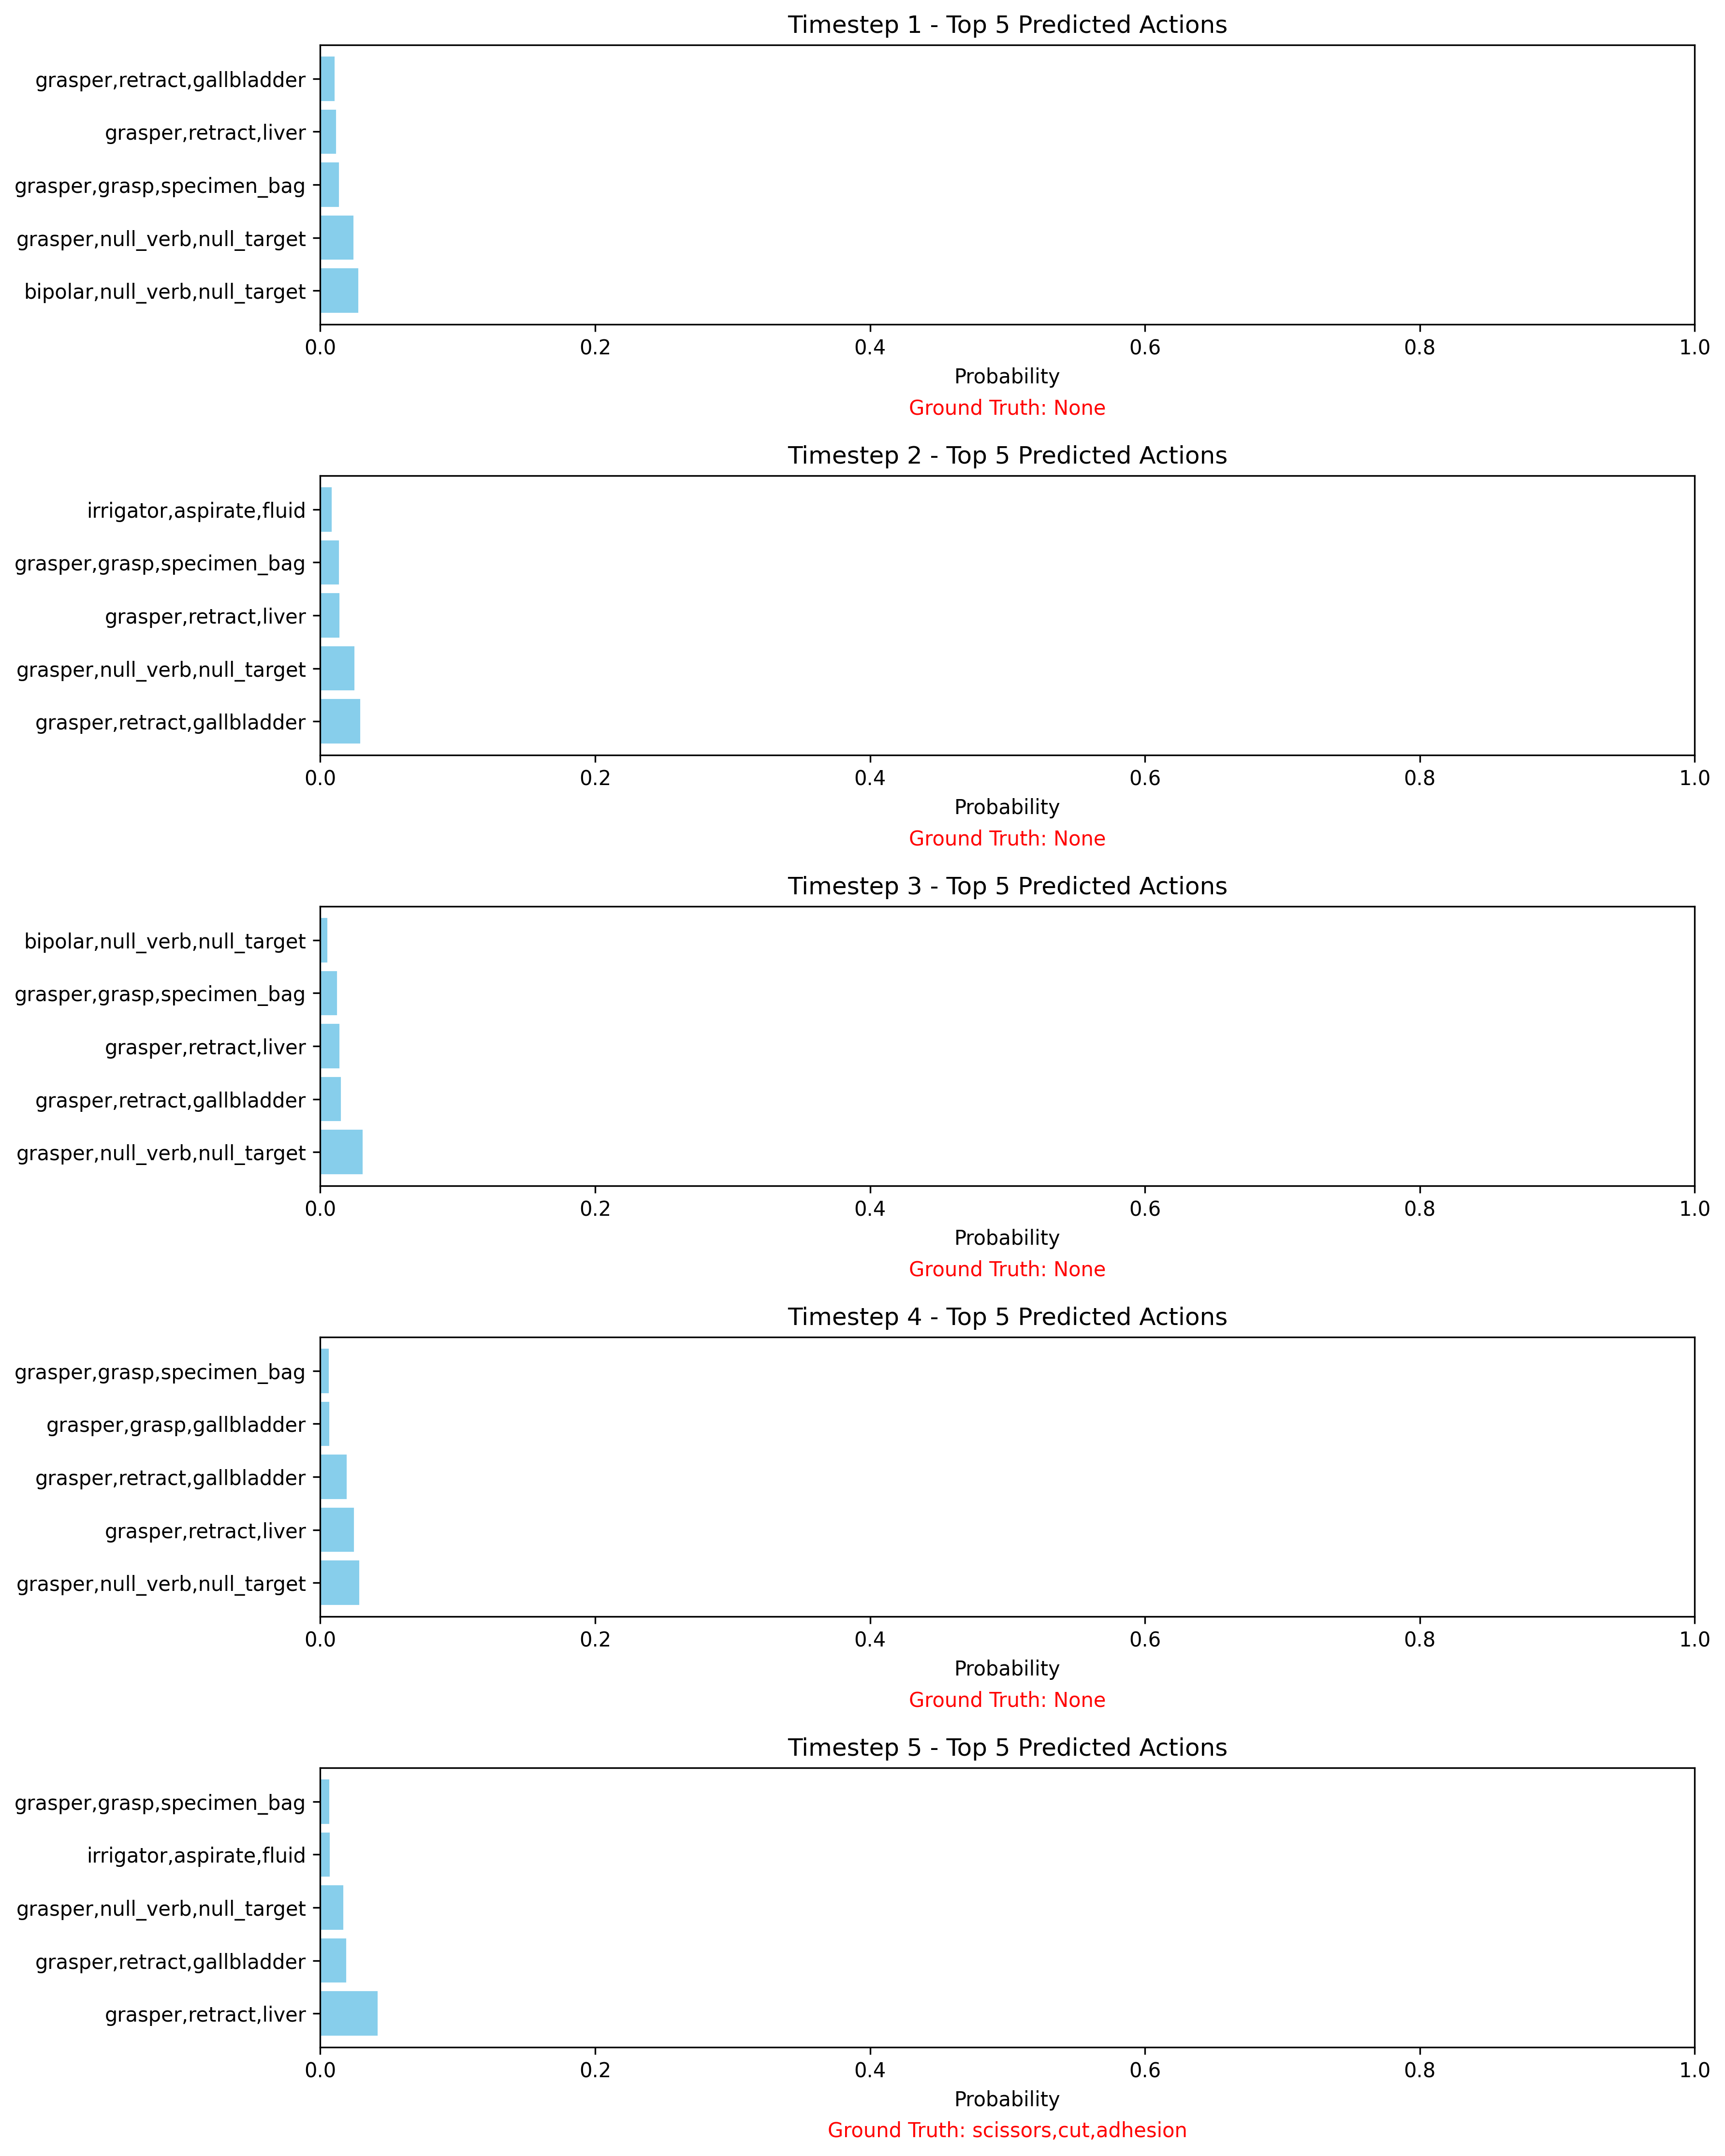 Timestep 1 - Top 5 Predicted Actions
grasper,retract,gallbladder
grasper,retract,liver
grasper,grasp,specimen_bag
grasper,null_verb,null_target
bipolar,null_verb,null_target
0.0 0.2 0.4 0.6 0.8 1.0
Probability
Ground Truth: None
Timestep 2 - Top 5 Predicted Actions
irrigator,aspirate,fluid
grasper,grasp,specimen_bag
grasper,retract,liver
grasper,null_verb,null_target
grasper,retract,gallbladder
0.0 0.2 0.4 0.6 0.8 1.0
Probability
Ground Truth: None
Timestep 3 - Top 5 Predicted Actions
bipolar,null_verb,null_target
grasper,grasp,specimen_bag
grasper,retract,liver
grasper,retract,gallbladder
grasper,null_verb,null_target
0.0 0.2 0.4 0.6 0.8 1.0
Probability
Ground Truth: None
Timestep 4 - Top 5 Predicted Actions
grasper,grasp,specimen_bag
grasper,grasp,gallbladder
grasper,retract,gallbladder
grasper,retract,liver
grasper,null_verb,null_target
0.0 0.2 0.4 0.6 0.8 1.0
Probability
Ground Truth: None
Timestep 5 - Top 5 Predicted Actions
grasper,grasp,specimen_bag
irrigator,aspirate,fluid
grasper,null_verb,null_target
grasper,retract,gallbladder
grasper,retract,liver
0.0 0.2 0.4 0.6 0.8 1.0
Probability
Ground Truth: scissors,cut,adhesion